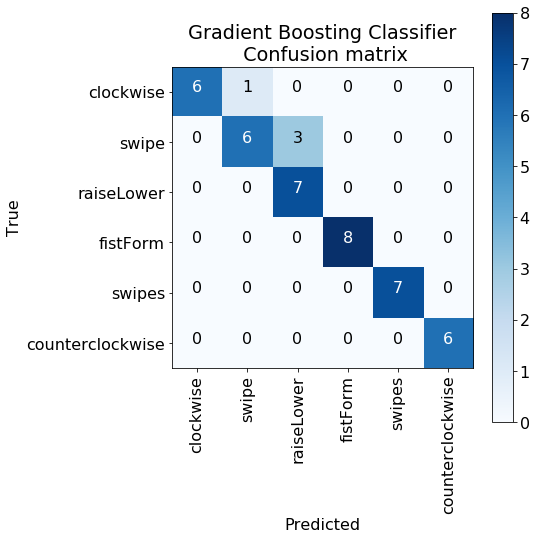 Gradient Boosting Classifier
Confusion matrix
True
clockwise 6 1 0 0 0 0
swipe 0 6 3 0 0 0
raiseLower 0 0 7 0 0 0
fistForm 0 0 0 8 0 0
swipes 0 0 0 0 7 0
counterclockwise 0 0 0 0 0 6
clockwise
swipe
raiseLower
fistForm
swipes
counterclockwise
Predicted
8
7
6
5
4
3
2
1
0